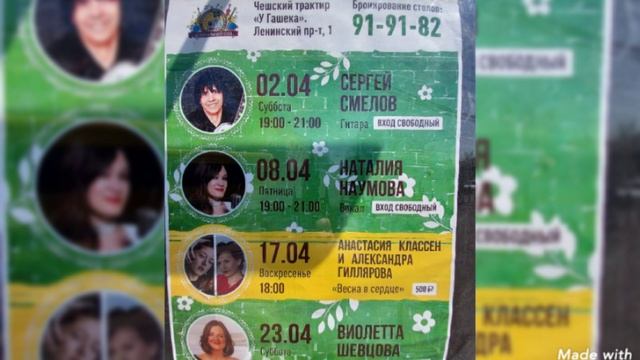 Чешский трактир
«У Гашека».
Ленинский пр-т, 1
Бронирование столов:
91-91-82
02.04
Суббота
19:00 - 21:00
СЕРГЕЙ
СМЕЛОВ
Гитара ВХОД СВОБОДНЫЙ
08.04
Пятница
19:00 - 21:00
НАТАЛИЯ
НАУМОВА
Вокал ВХОД СВОБОДНЫЙ
17.04
Воскресенье
18:00
АНАСТАСИЯ КЛАССЕН
И АЛЕКСАНДРА
ГИЛЛЯРОВА
«Весна в сердце» 500 ₽
23.04
Суббота
ВИОЛЕТТА
ШЕВЦОВА
Made with